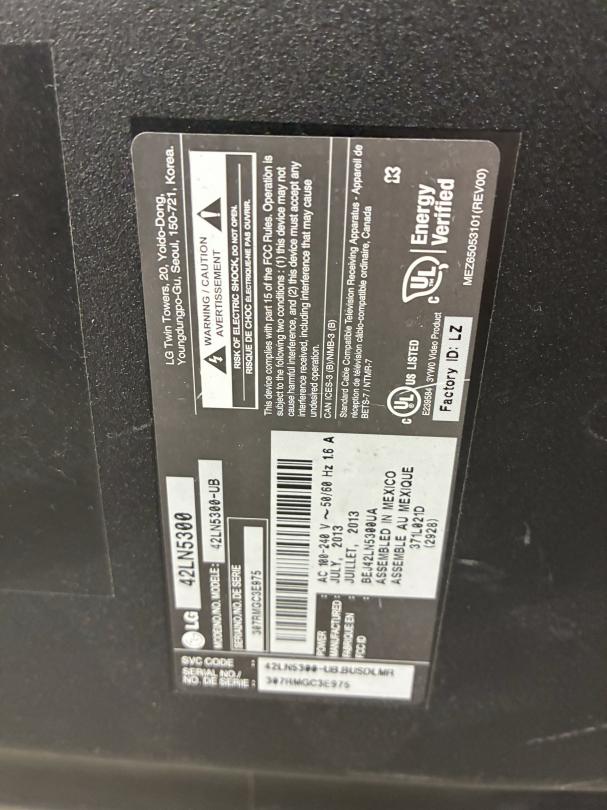 LG
42LN5300
MODEL/NO./NO. MODELE : 42LN5300-UB
SERIAL/NO./NO. DE SERIE
307RMGC3E975
POWER : AC 100-240 V ~ 50/60 Hz 1.6 A
MANUFACTURED : JULY, 2013
FABRIQUE EN : JUILLET, 2013
FCC ID : BEJ42LN5300UA
ASSEMBLED IN MEXICO
ASSEMBLE AU MEXIQUE
371L021D
(2928)
SVC CODE : 42LN5300-UB.BUSDLMR
SERIAL NO./
NO. DE SERIE : 307RMGC3E975
LG Twin Towers, 20, Yoido-Dong,
Youngdungpo-Gu, Seoul, 150-721, Korea.
WARNING / CAUTION
AVERTISSEMENT
RISK OF ELECTRIC SHOCK, DO NOT OPEN.
RISQUE DE CHOC ÉLECTRIQUE-NE PAS OUVRIR.
This device complies with part 15 of the FCC Rules. Operation is
subject to the following two conditions : (1) this device may not
cause harmful interference, and (2) this device must accept any
interference received, including interference that may cause
undesired operation.
CAN ICES-3 (B)/NMB-3 (B)
Standard Cable Compatible Television Receiving Apparatus - Appareil de
réception de télévision câblo-compatible ordinaire, Canada
BETS-7 / NTMR-7
c UL US LISTED
E239584 3YW0 Video Product
Factory ID: LZ
c UL Energy
Verified
MEZ65053101(REV00)